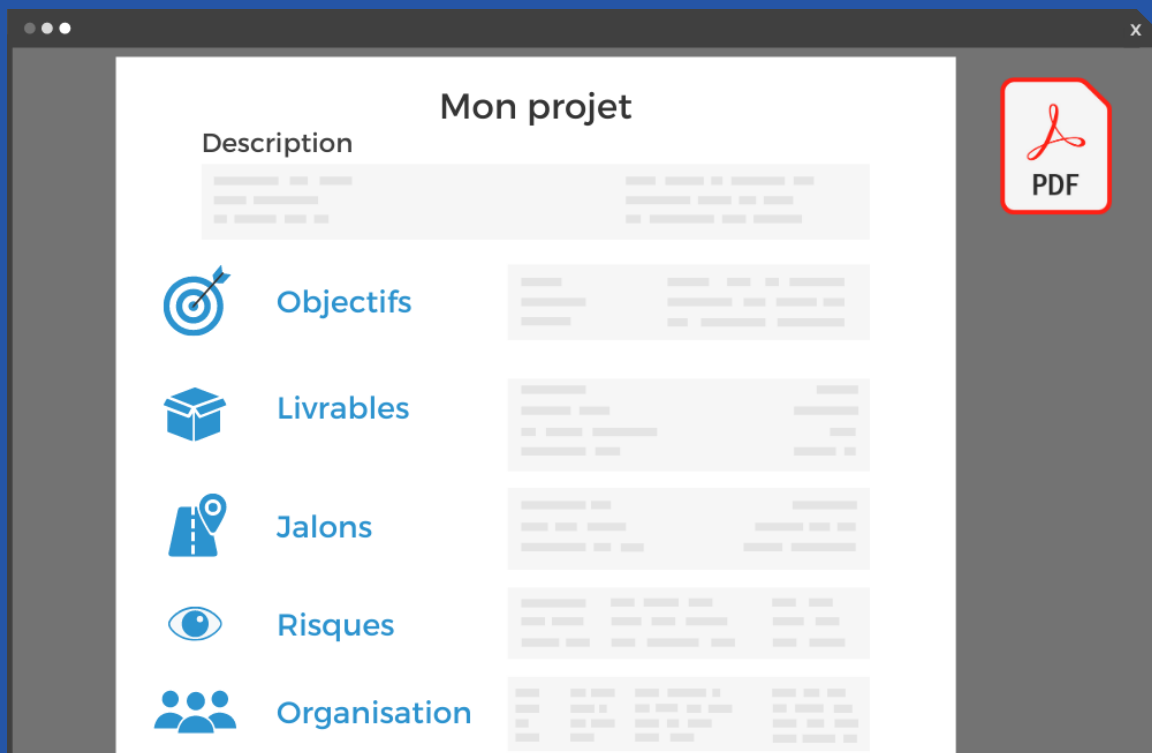 x
Mon projet
PDF
Description
Objectifs
Livrables
Jalons
Risques
Organisation